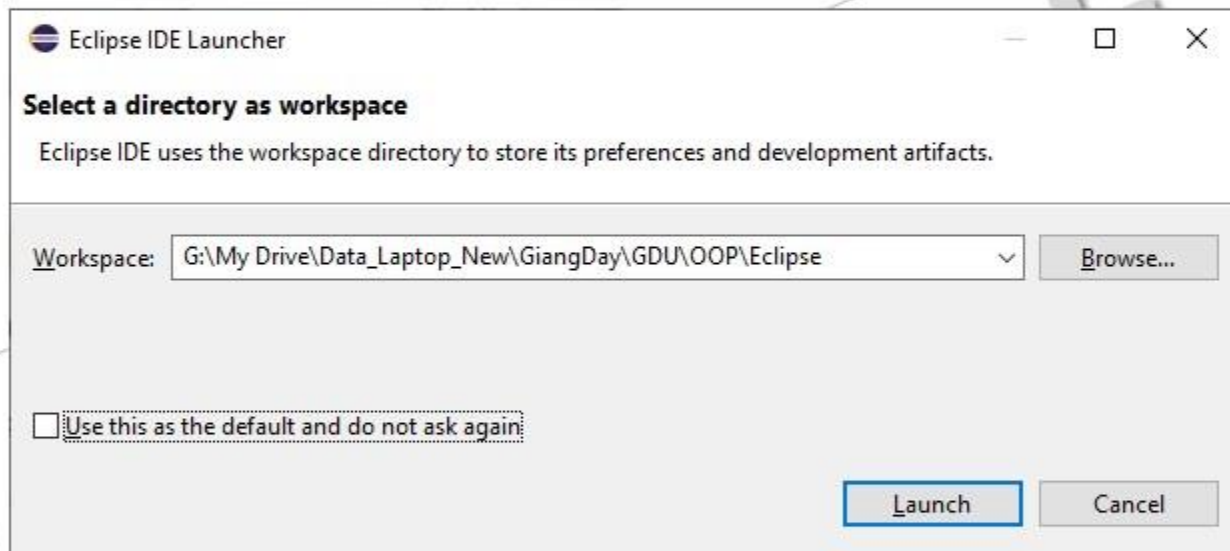 Eclipse IDE Launcher
Select a directory as workspace
Eclipse IDE uses the workspace directory to store its preferences and development artifacts.
Workspace: G:\My Drive\Data_Laptop_New\GiangDay\GDU\OOP\Eclipse Browse...
Use this as the default and do not ask again
Launch Cancel